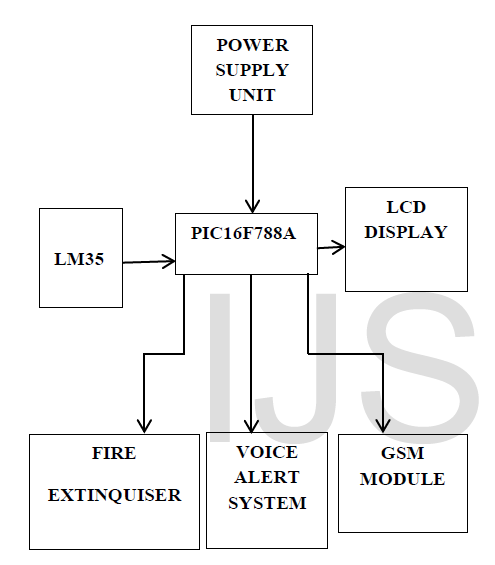 POWER
SUPPLY
UNIT
LM35
PIC16F788A
LCD
DISPLAY
IJS
FIRE
EXTINQUISER
VOICE
ALERT
SYSTEM
GSM
MODULE